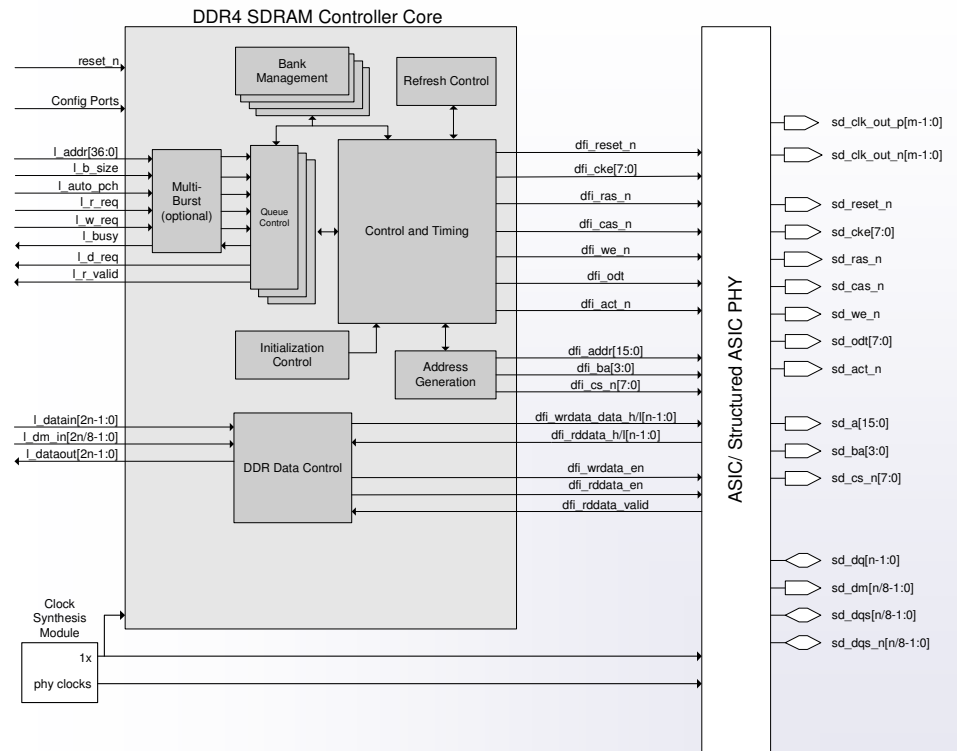 DDR4 SDRAM Controller Core
reset_n
Config Ports
l_addr[36:0]
l_b_size
l_auto_pch
l_r_req
l_w_req
l_busy
l_d_req
l_r_valid
Multi-
Burst
(optional)
Bank
Management
Refresh Control
Queue
Control
Control and Timing
Initialization
Control
Address
Generation
l_datain[2n-1:0]
l_dm_in[2n/8-1:0]
l_dataout[2n-1:0]
DDR Data Control
dfi_reset_n
dfi_cke[7:0]
dfi_ras_n
dfi_cas_n
dfi_we_n
dfi_odt
dfi_act_n
dfi_addr[15:0]
dfi_ba[3:0]
dfi_cs_n[7:0]
dfi_wrdata_data_h/l[n-1:0]
dfi_rddata_h/l[n-1:0]
dfi_wrdata_en
dfi_rddata_en
dfi_rddata_valid
ASIC/ Structured ASIC PHY
sd_clk_out_p[m-1:0]
sd_clk_out_n[m-1:0]
sd_reset_n
sd_cke[7:0]
sd_ras_n
sd_cas_n
sd_we_n
sd_odt[7:0]
sd_act_n
sd_a[15:0]
sd_ba[3:0]
sd_cs_n[7:0]
sd_dq[n-1:0]
sd_dm[n/8-1:0]
sd_dqs[n/8-1:0]
sd_dqs_n[n/8-1:0]
Clock
Synthesis
Module
1x
phy clocks